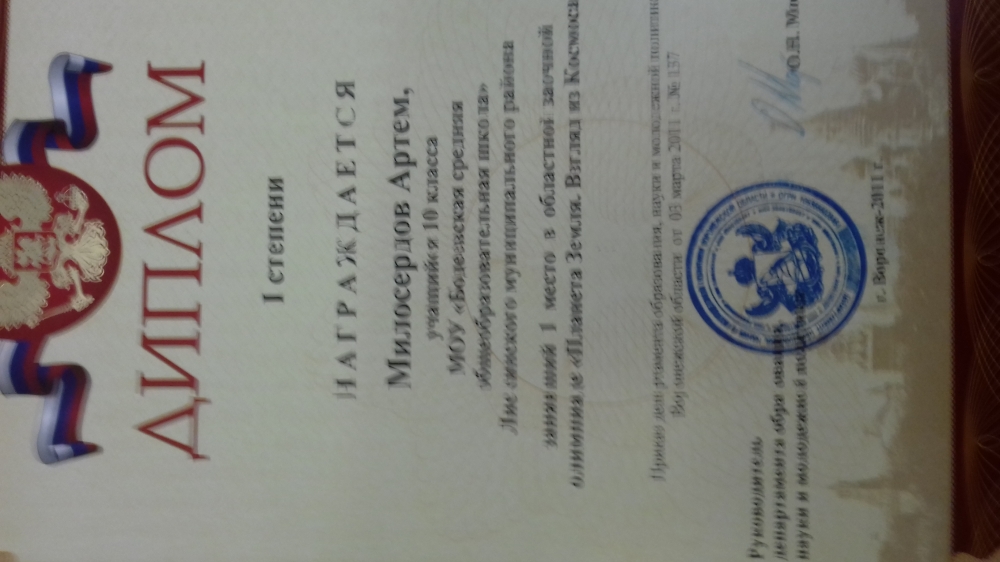 ДИПЛОМ
I степени
НАГРАЖДАЕТСЯ
Милосердов Артем,
учащийся 10 класса
МОУ «Бодеевская средняя
общеобразовательная школа»
Лискинского муниципального района
занявший 1 место в областной заочной
олимпиаде «Планета Земля. Взгляд из Космоса
Приказ департамента образования, науки и молодежной политики
Воронежской области от 03 марта 2011 г. № 137
Руководитель
департамента образования,
науки и молодежной политики
О.Н.
г. Воронеж-2011 г.